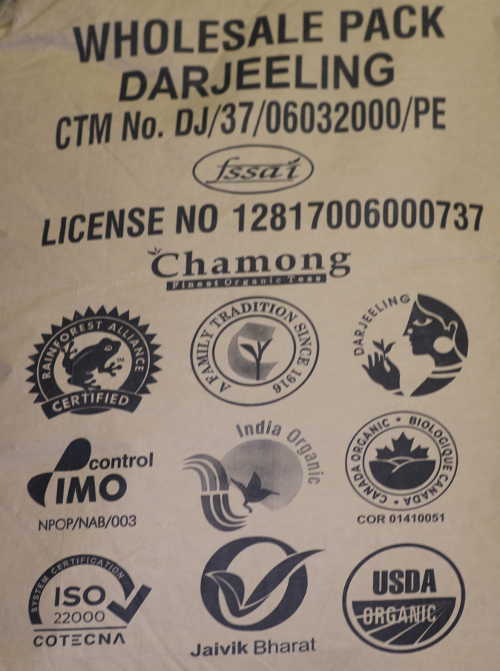 WHOLESALE PACK
DARJEELING
CTM No. DJ/37/06032000/PE
fssai
LICENSE NO 12817006000737
Chamong
Finest Organic Teas
RAINFOREST ALLIANCE
CERTIFIED
A FAMILY TRADITION SINCE 1916
C
DARJEELING
control
IMO
NPOP/NAB/003
India Organic
CANADA ORGANIC • BIOLOGIQUE CANADA •
COR 01410051
SYSTEM CERTIFICATION
ISO
22000
COTECNA
Jaivik Bharat
USDA
ORGANIC